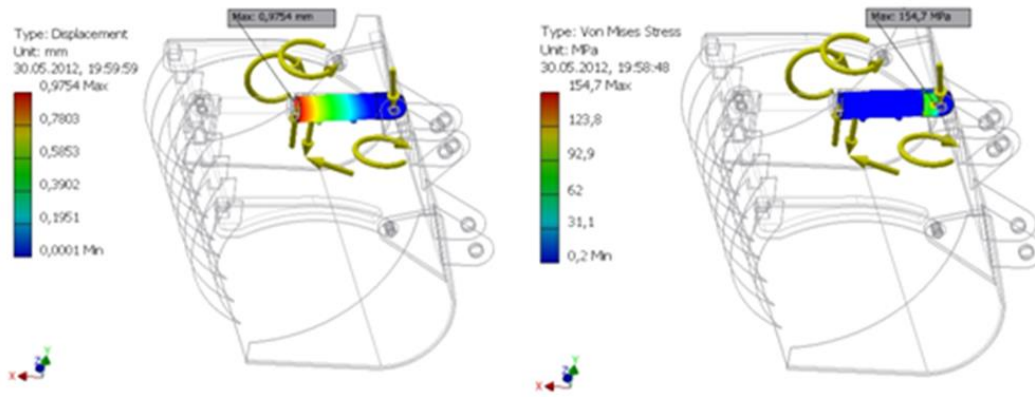 Max: 0,9754 mm
Type: Displacement
Unit: mm
30.05.2012, 19:59:59
0,9754 Max
0,7803
0,5853
0,3902
0,1951
0,0001 Min
X
Y
Z
Max: 154,7 MPa
Type: Von Mises Stress
Unit: MPa
30.05.2012, 19:58:48
154,7 Max
123,8
92,9
62
31,1
0,2 Min
X
Y
Z